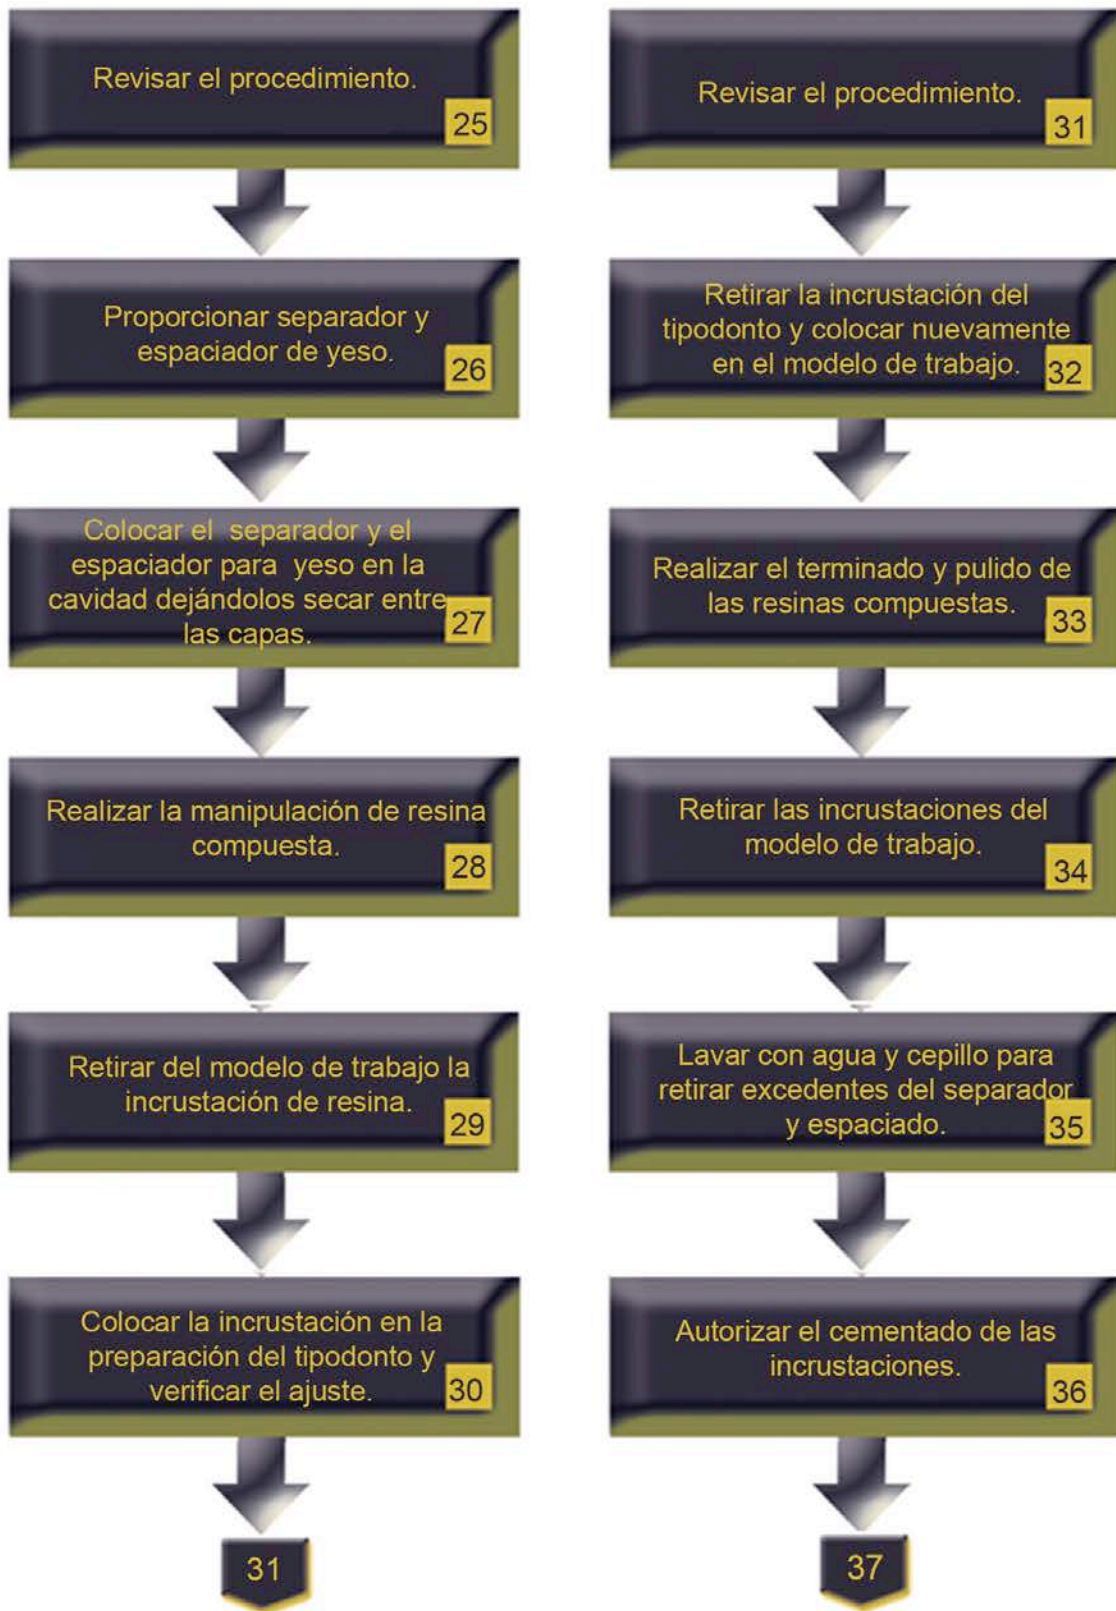 Revisar el procedimiento.
25
Proporcionar separador y
espaciador de yeso.
26
Colocar el separador y el
espaciador para yeso en la
cavidad dejándolos secar entre
las capas.
27
Realizar la manipulación de resina
compuesta.
28
Retirar del modelo de trabajo la
incrustación de resina.
29
Colocar la incrustación en la
preparación del tipodonto y
verificar el ajuste.
30
31
Revisar el procedimiento.
31
Retirar la incrustación del
tipodonto y colocar nuevamente
en el modelo de trabajo.
32
Realizar el terminado y pulido de
las resinas compuestas.
33
Retirar las incrustaciones del
modelo de trabajo.
34
Lavar con agua y cepillo para
retirar excedentes del separador
y espaciado.
35
Autorizar el cementado de las
incrustaciones.
36
37